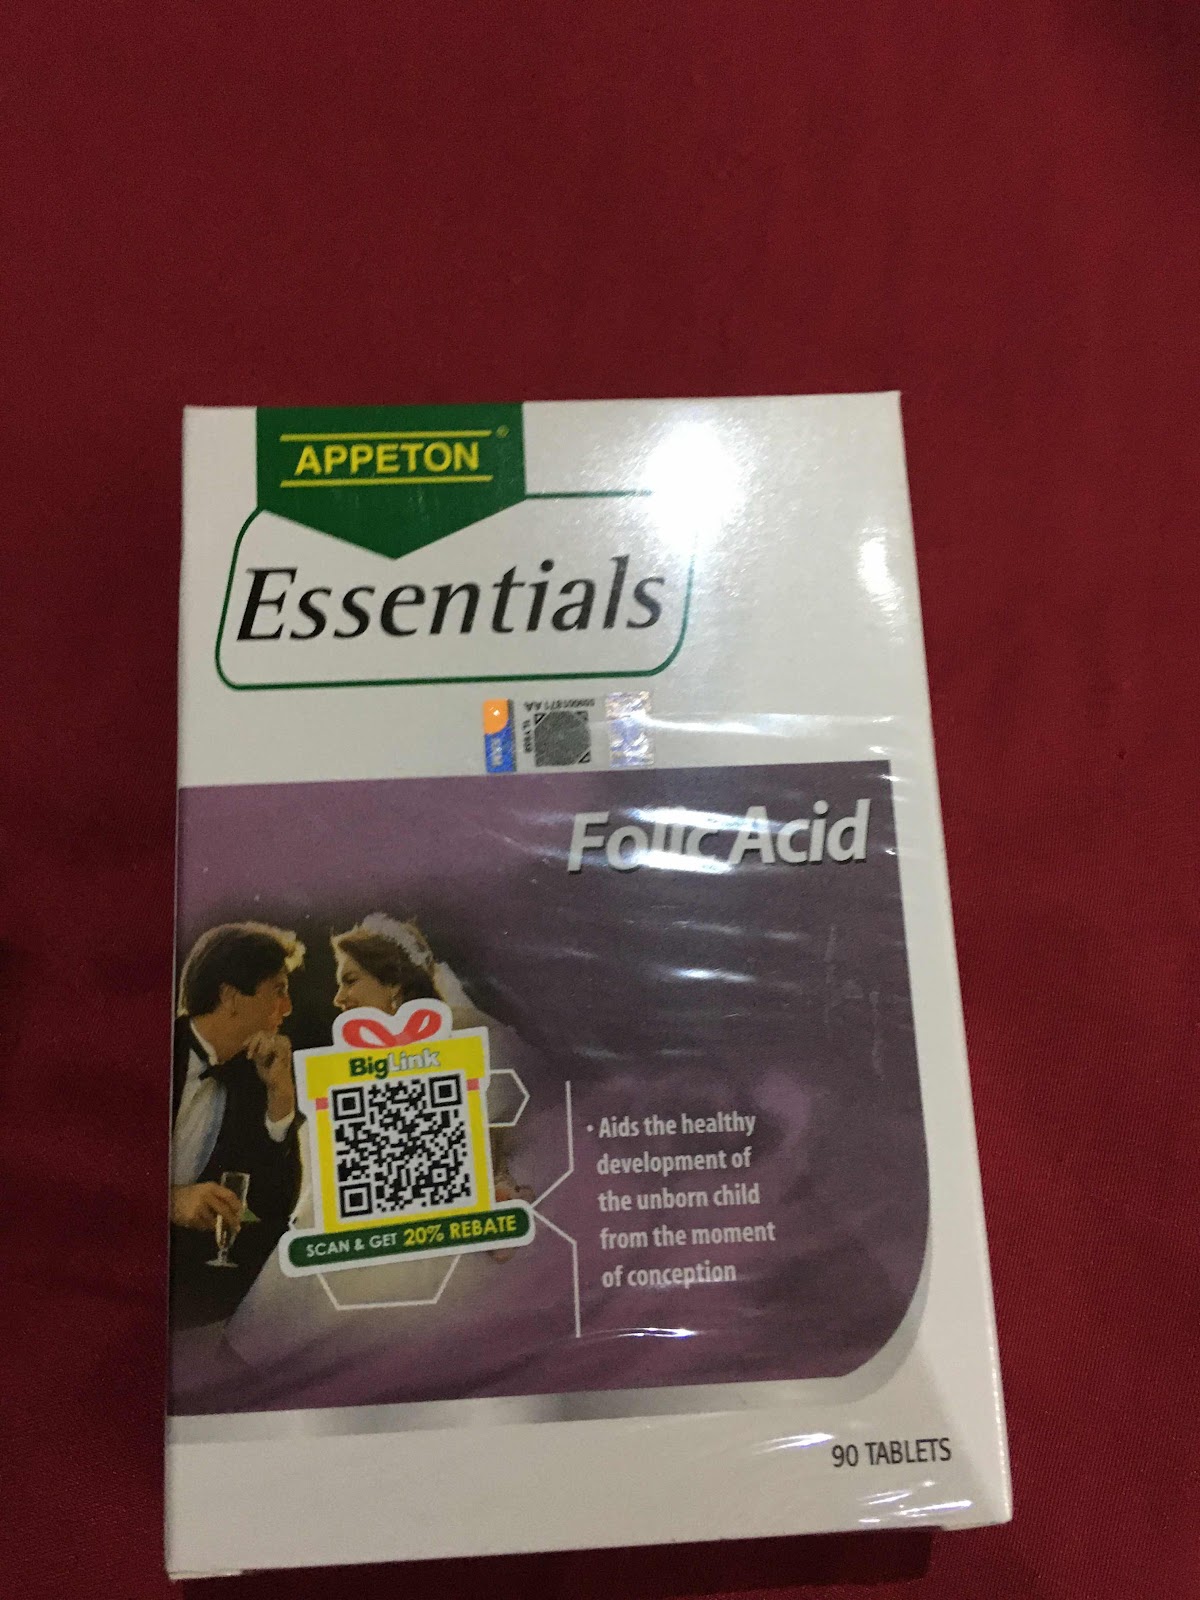 APPETON®
Essentials
Folic Acid
BigLink
SCAN & GET 20% REBATE
• Aids the healthy
development of
the unborn child
from the moment
of conception
90 TABLETS